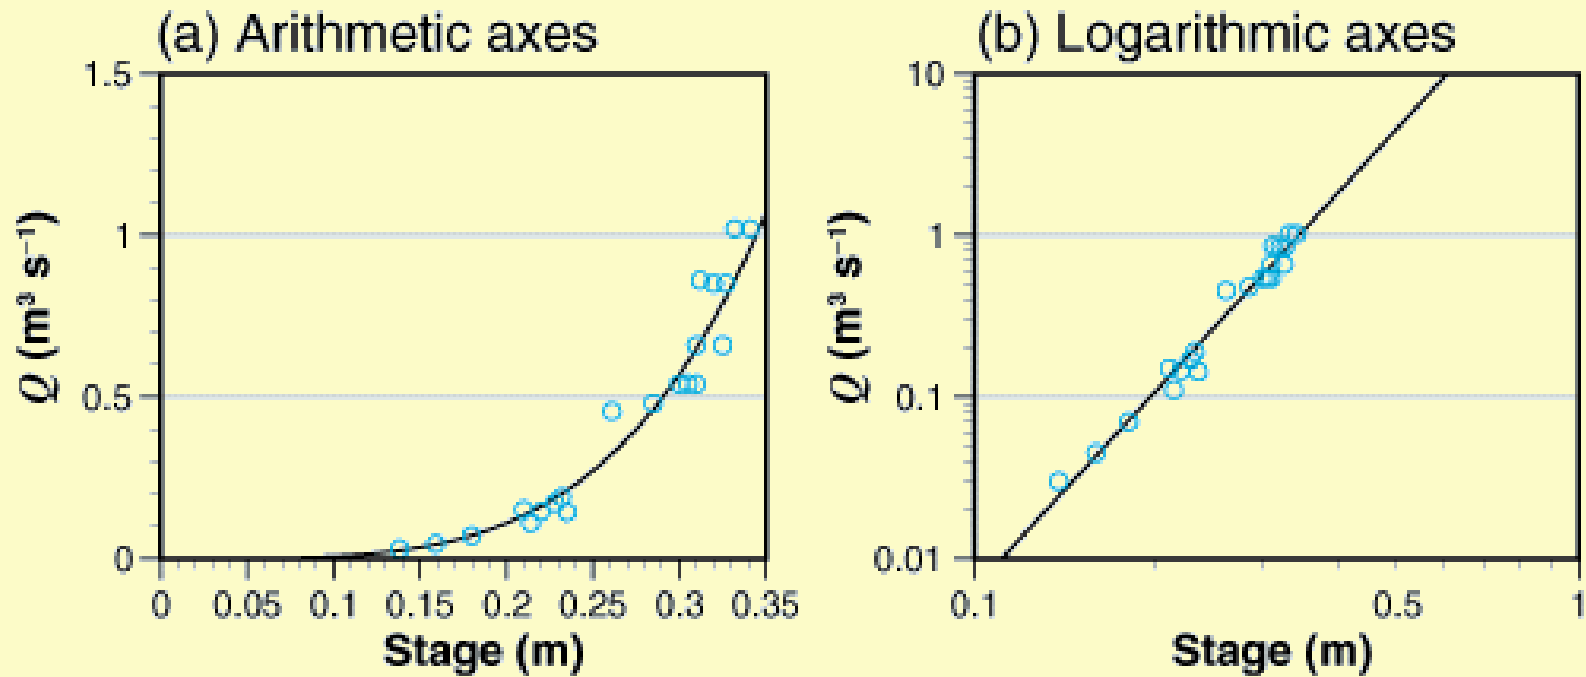 (a) Arithmetic axes
1.5
1
0.5
0
Q (m³ s⁻¹)
0 0.05 0.1 0.15 0.2 0.25 0.3 0.35
Stage (m)
(b) Logarithmic axes
10
1
0.1
0.01
Q (m³ s⁻¹)
0.1 0.5 1
Stage (m)